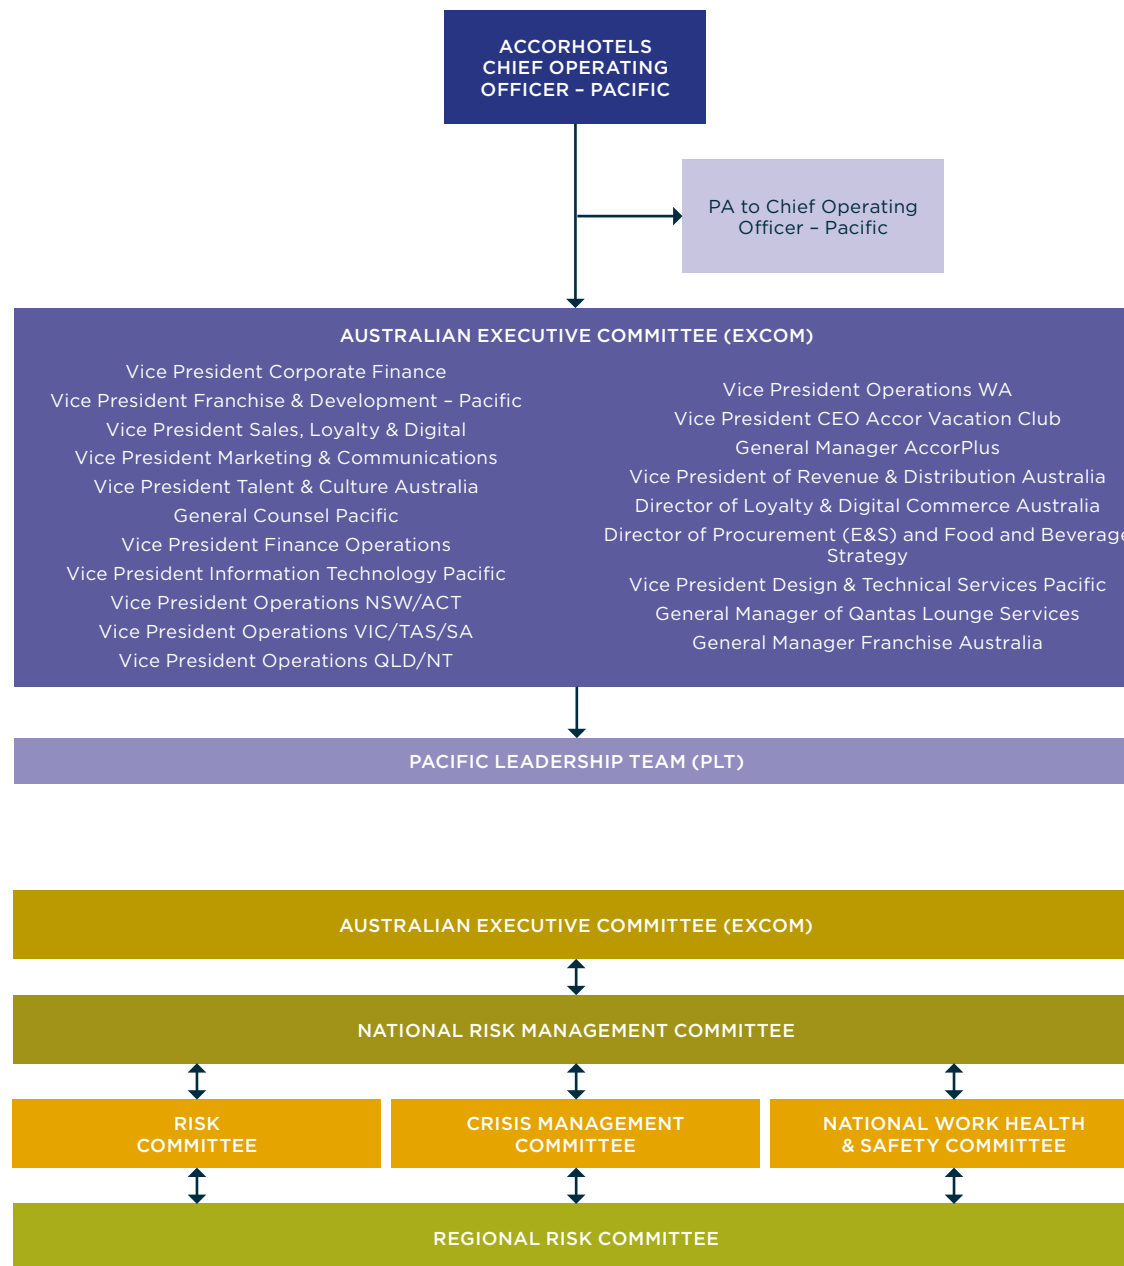 ACCORHOTELS
CHIEF OPERATING
OFFICER – PACIFIC
PA to Chief Operating
Officer – Pacific
AUSTRALIAN EXECUTIVE COMMITTEE (EXCOM)
Vice President Corporate Finance
Vice President Franchise & Development – Pacific
Vice President Sales, Loyalty & Digital
Vice President Marketing & Communications
Vice President Talent & Culture Australia
General Counsel Pacific
Vice President Finance Operations
Vice President Information Technology Pacific
Vice President Operations NSW/ACT
Vice President Operations VIC/TAS/SA
Vice President Operations QLD/NT
Vice President Operations WA
Vice President CEO Accor Vacation Club
General Manager AccorPlus
Vice President of Revenue & Distribution Australia
Director of Loyalty & Digital Commerce Australia
Director of Procurement (E&S) and Food and Beverage
Strategy
Vice President Design & Technical Services Pacific
General Manager of Qantas Lounge Services
General Manager Franchise Australia
PACIFIC LEADERSHIP TEAM (PLT)
AUSTRALIAN EXECUTIVE COMMITTEE (EXCOM)
NATIONAL RISK MANAGEMENT COMMITTEE
RISK
COMMITTEE
CRISIS MANAGEMENT
COMMITTEE
NATIONAL WORK HEALTH
& SAFETY COMMITTEE
REGIONAL RISK COMMITTEE